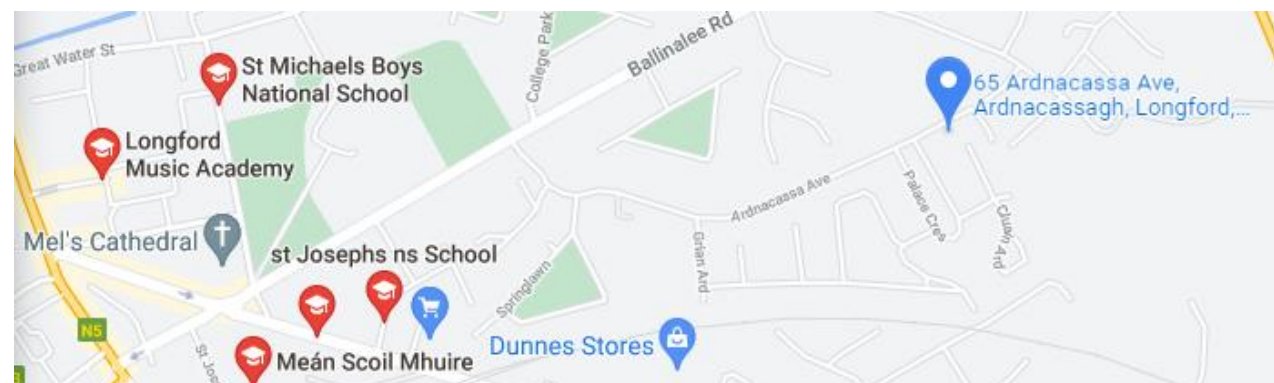 Great Water St
St Michaels Boys
National School
College Park
Ballinalee Rd
65 Ardnacassa Ave,
Ardnacassagh, Longford,...
Longford
Music Academy
Ardnacassa Ave
Palace Cres
Cluain Ard
Mel's Cathedral
st Josephs ns School
Grian Ard
Springlawn
N5
St Jos
Meán Scoil Mhuire
Dunnes Stores